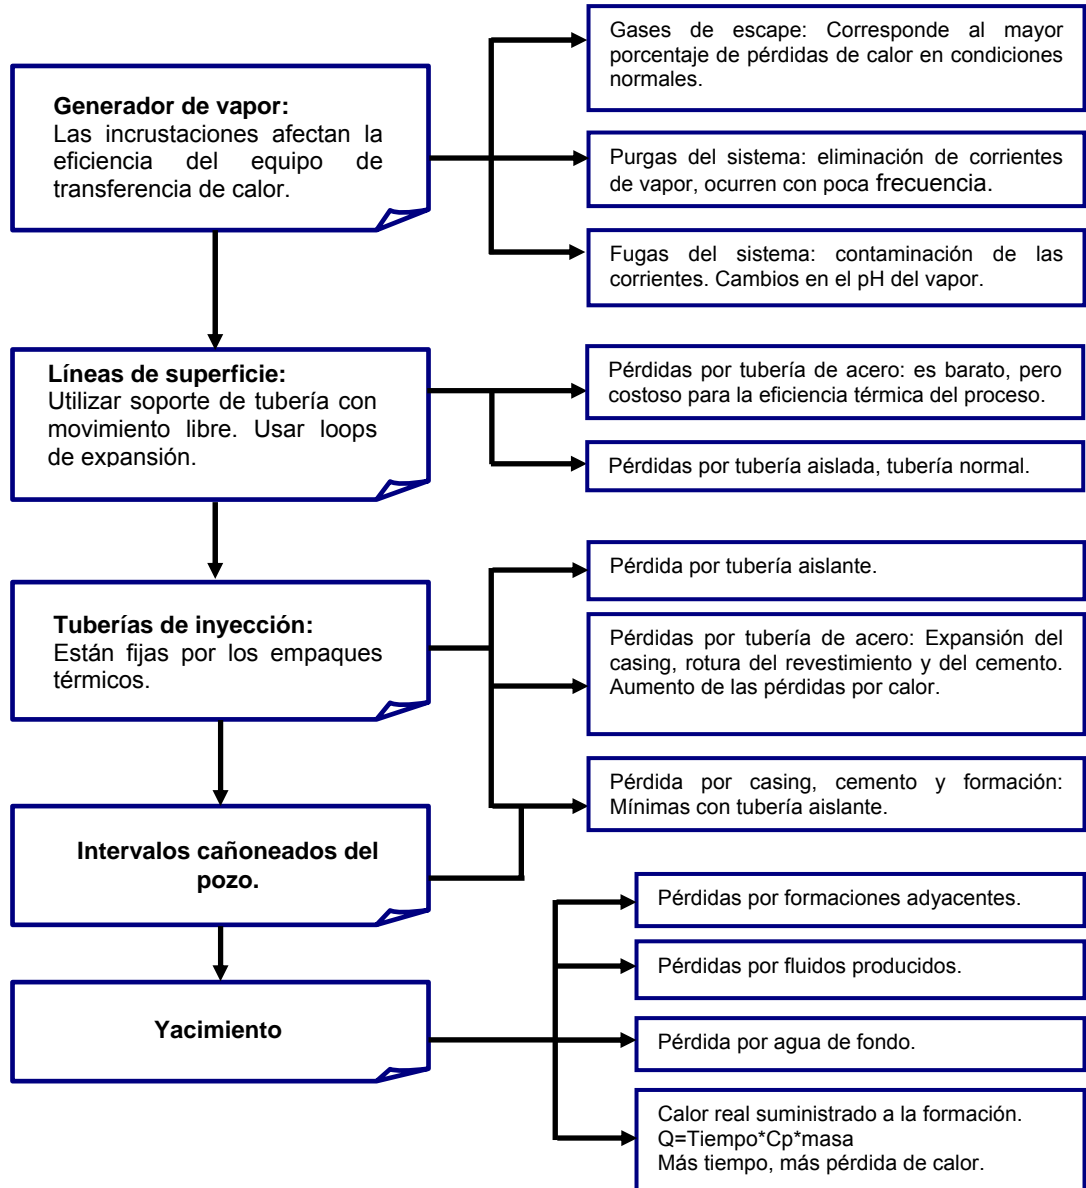 Gases de escape: Corresponde al mayor
porcentaje de pérdidas de calor en condiciones
normales.
Generador de vapor:
Las incrustaciones afectan la
eficiencia del equipo de
transferencia de calor.
Purgas del sistema: eliminación de corrientes
de vapor, ocurren con poca frecuencia.
Fugas del sistema: contaminación de las
corrientes. Cambios en el pH del vapor.
Líneas de superficie:
Utilizar soporte de tubería con
movimiento libre. Usar loops
de expansión.
Pérdidas por tubería de acero: es barato, pero
costoso para la eficiencia térmica del proceso.
Pérdidas por tubería aislada, tubería normal.
Tuberías de inyección:
Están fijas por los empaques
térmicos.
Pérdida por tubería aislante.
Pérdidas por tubería de acero: Expansión del
casing, rotura del revestimiento y del cemento.
Aumento de las pérdidas por calor.
Pérdida por casing, cemento y formación:
Mínimas con tubería aislante.
Intervalos cañoneados del
pozo.
Yacimiento
Pérdidas por formaciones adyacentes.
Pérdidas por fluidos producidos.
Pérdida por agua de fondo.
Calor real suministrado a la formación.
Q=Tiempo*Cp*masa
Más tiempo, más pérdida de calor.